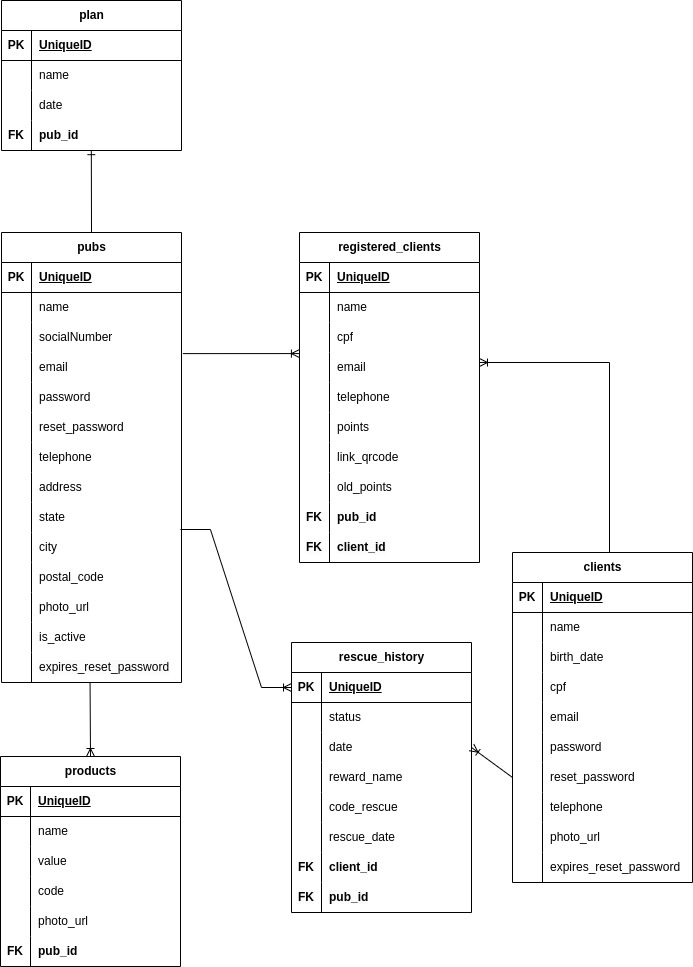 plan
PK UniqueID
name
date
FK pub_id
pubs
PK UniqueID
name
socialNumber
email
password
reset_password
telephone
address
state
city
postal_code
photo_url
is_active
expires_reset_password
registered_clients
PK UniqueID
name
cpf
email
telephone
points
link_qrcode
old_points
FK pub_id
FK client_id
clients
PK UniqueID
name
birth_date
cpf
email
password
reset_password
telephone
photo_url
expires_reset_password
rescue_history
PK UniqueID
status
date
reward_name
code_rescue
rescue_date
FK client_id
FK pub_id
products
PK UniqueID
name
value
code
photo_url
FK pub_id